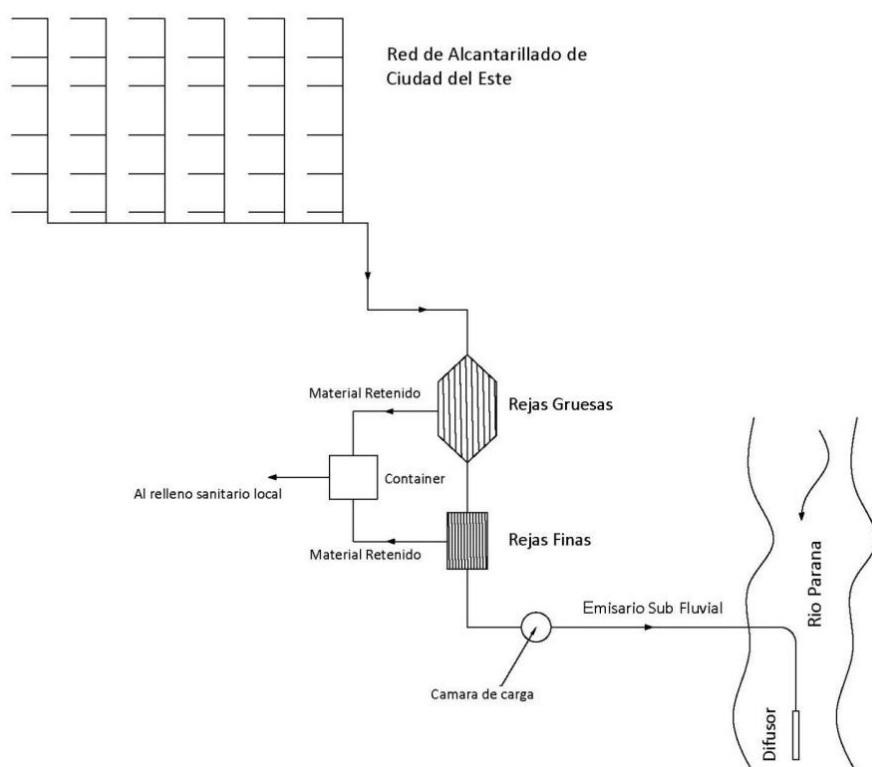 Red de Alcantarillado de
Ciudad del Este
Material Retenido
Rejas Gruesas
Container
Al relleno sanitario local
Rejas Finas
Material Retenido
Emisario Sub Fluvial
Rio Parana
Camara de carga
Difusor